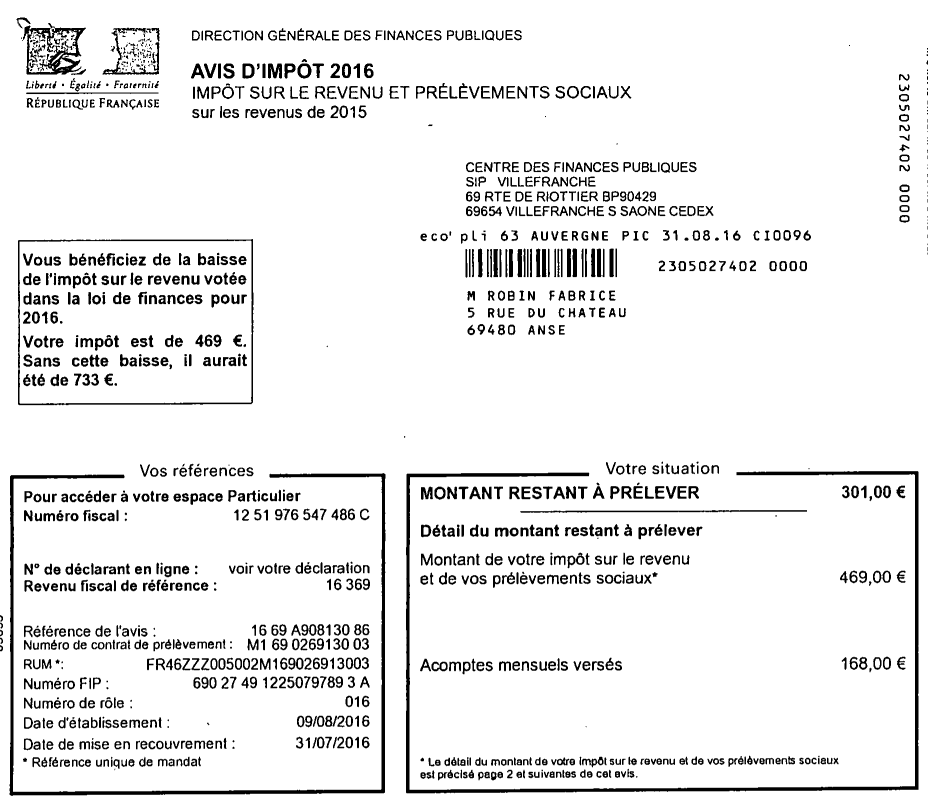 DIRECTION GÉNÉRALE DES FINANCES PUBLIQUES
AVIS D'IMPÔT 2016
IMPÔT SUR LE REVENU ET PRÉLÈVEMENTS SOCIAUX
sur les revenus de 2015
Liberté • Égalité • Fraternité
RÉPUBLIQUE FRANÇAISE
2305027402 0000
CENTRE DES FINANCES PUBLIQUES
SIP VILLEFRANCHE
69 RTE DE RIOTTIER BP90429
69654 VILLEFRANCHE S SAONE CEDEX
eco' pli 63 AUVERGNE PIC 31.08.16 CI0096
2305027402 0000
M ROBIN FABRICE
5 RUE DU CHATEAU
69480 ANSE
Vous bénéficiez de la baisse
de l'impôt sur le revenu votée
dans la loi de finances pour
2016.
Votre impôt est de 469 €.
Sans cette baisse, il aurait
été de 733 €.
Vos références
Pour accéder à votre espace Particulier
Numéro fiscal : 12 51 976 547 486 C
N° de déclarant en ligne : voir votre déclaration
Revenu fiscal de référence : 16 369
Référence de l'avis : 16 69 A908130 86
Numéro de contrat de prélèvement : M1 69 0269130 03
RUM *: FR46ZZZ005002M169026913003
Numéro FIP : 690 27 49 1225079789 3 A
Numéro de rôle : 016
Date d'établissement : 09/08/2016
Date de mise en recouvrement : 31/07/2016
* Référence unique de mandat
Votre situation
MONTANT RESTANT À PRÉLEVER 301,00 €
Détail du montant restant à prélever
Montant de votre impôt sur le revenu
et de vos prélèvements sociaux* 469,00 €
Acomptes mensuels versés 168,00 €
* Le détail du montant de votre impôt sur le revenu et de vos prélèvements sociaux
est précisé page 2 et suivantes de cet avis.